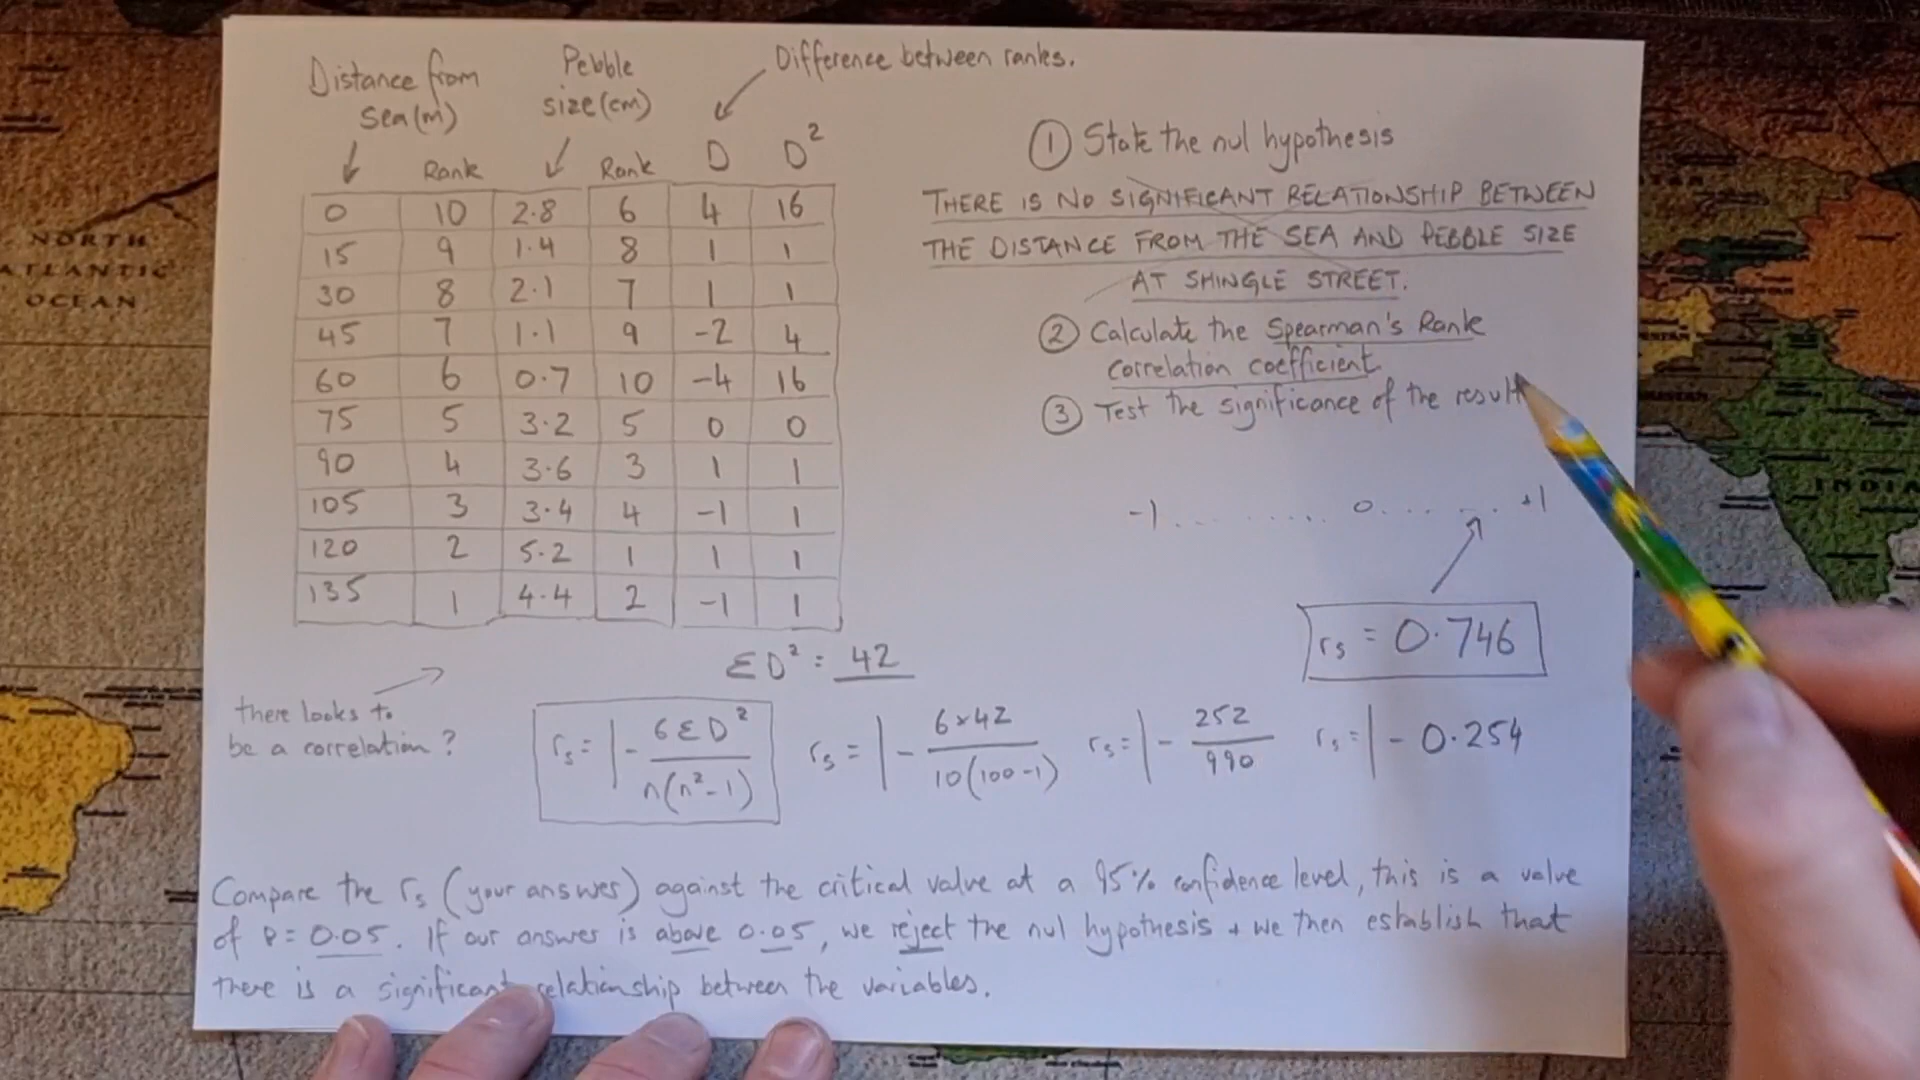 Distance from
sea(m)
Pebble
size(cm)
Difference between ranks.
Rank Rank D D²
0 10 2.8 6 4 16
15 9 1.4 8 1 1
30 8 2.1 7 1 1
45 7 1.1 9 -2 4
60 6 0.7 10 -4 16
75 5 3.2 5 0 0
90 4 3.6 3 1 1
105 3 3.4 4 -1 1
120 2 5.2 1 1 1
135 1 4.4 2 -1 1
ΣD² = 42
① State the nul hypothesis
THERE IS NO SIGNIFICANT RELATIONSHIP BETWEEN
THE DISTANCE FROM THE SEA AND PEBBLE SIZE
AT SHINGLE STREET.
② Calculate the Spearman's Rank
correlation coefficient
③ Test the significance of the result
-1 ......... 0 ...... +1
rs = 0.746
there looks to
be a correlation?
rs = 1 - 6ΣD² / n(n²-1)
rs = 1 - 6×42 / 10(100-1)
rs = 1 - 252 / 990
rs = 1 - 0.254
Compare the rs (your answer) against the critical value at a 95% confidence level, this is a value
of P = 0.05. If our answer is above 0.05, we reject the nul hypothesis + we then establish that
there is a significant relationship between the variables.
NORTH
ATLANTIC
OCEAN
INDIA